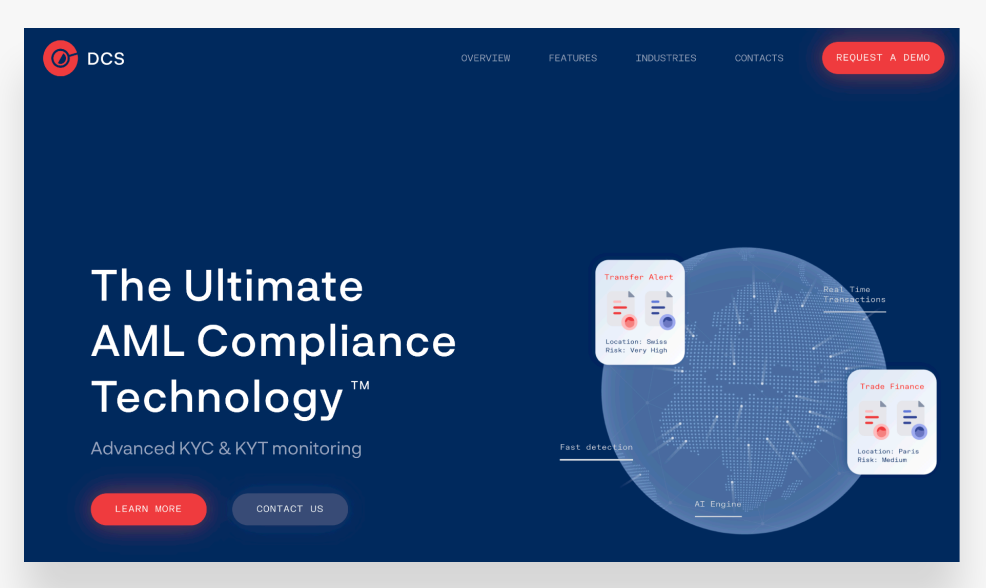 DCS
OVERVIEW
FEATURES
INDUSTRIES
CONTACTS
REQUEST A DEMO
The Ultimate
AML Compliance
Technology™
Advanced KYC & KYT monitoring
LEARN MORE
CONTACT US
Transfer Alert
Location: Seiss
Risk: Very High
Real Time
Transactions
Trade Finance
Location: Paris
Risk: Medium
Fast detection
AI Engine